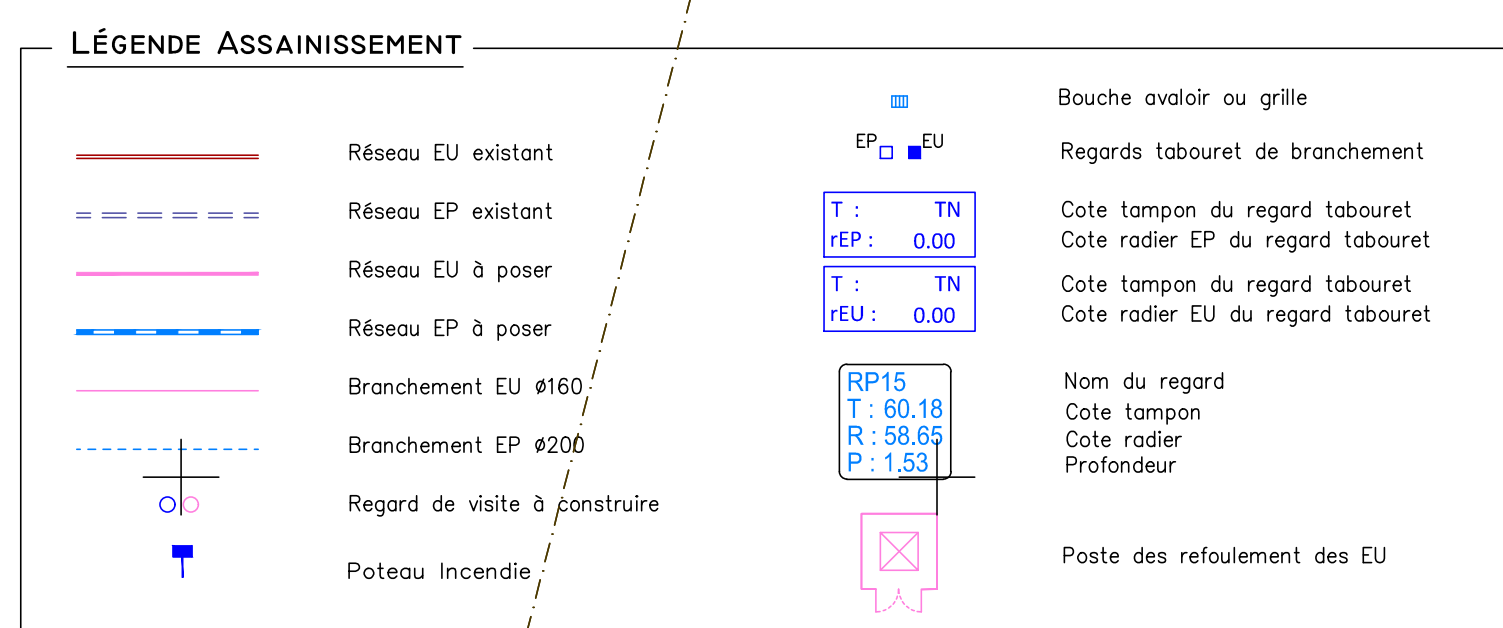 LÉGENDE ASSAINISSEMENT
Réseau EU existant
Réseau EP existant
Réseau EU à poser
Réseau EP à poser
Branchement EU ø160
Branchement EP ø200
Regard de visite à construire
Poteau Incendie
Bouche avaloir ou grille
EP EU
Regards tabouret de branchement
T : TN
Cote tampon du regard tabouret
rEP : 0.00
Cote radier EP du regard tabouret
T : TN
Cote tampon du regard tabouret
rEU : 0.00
Cote radier EU du regard tabouret
RP15
Nom du regard
T : 60.18
Cote tampon
R : 58.65
Cote radier
P : 1.53
Profondeur
Poste des refoulement des EU